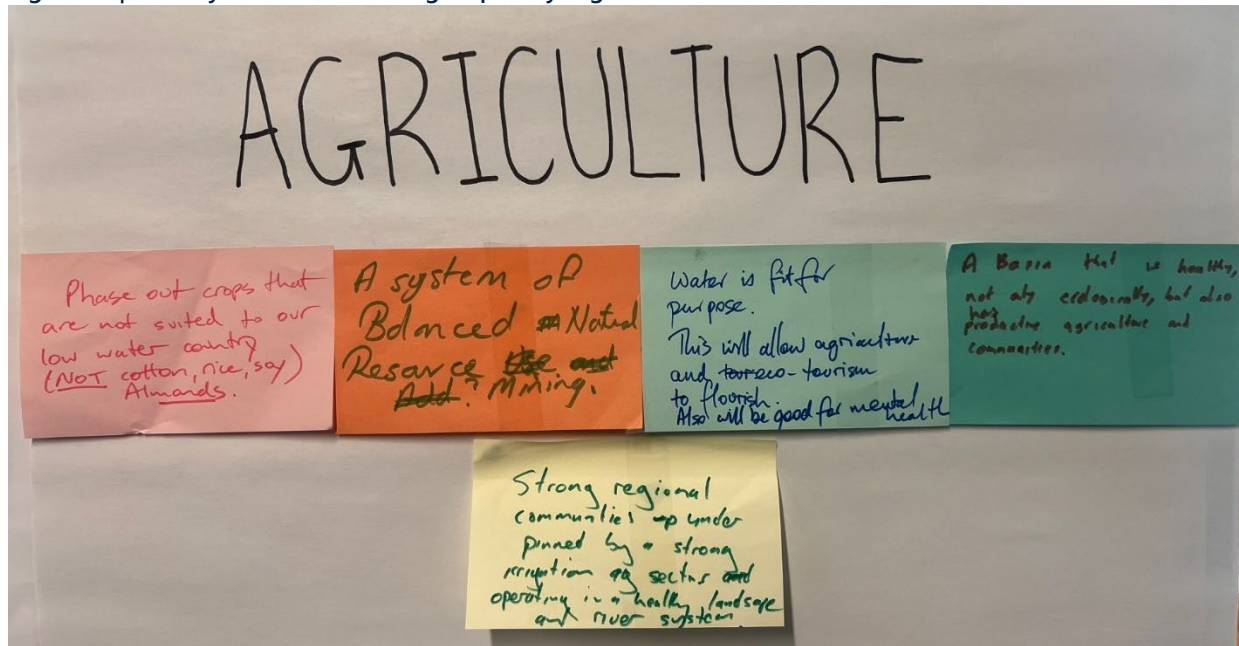 AGRICULTURE
Phase out crops that
are not suited to our
low water country
(NOT cotton, rice, soy)
Almonds.
A system of
Balanced Natural
Resource
? Mining.
Water is fit for
purpose.
This will allow agriculture
and eco-tourism
to flourish.
Also will be good for mental
health
A Basin that is healthy,
not only ecologically, but also
has
productive agriculture and
communities.
Strong regional
communities under
pinned by a strong
irrigation ag sector
operating in a healthy landscape
and river system.